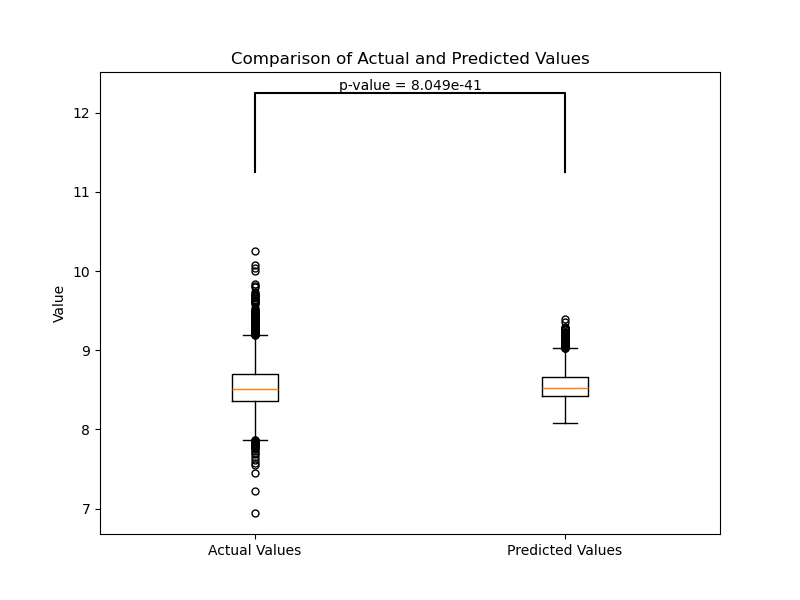 Comparison of Actual and Predicted Values
p-value = 8.049e-41
12
11
10
9
8
7
Value
Actual Values
Predicted Values